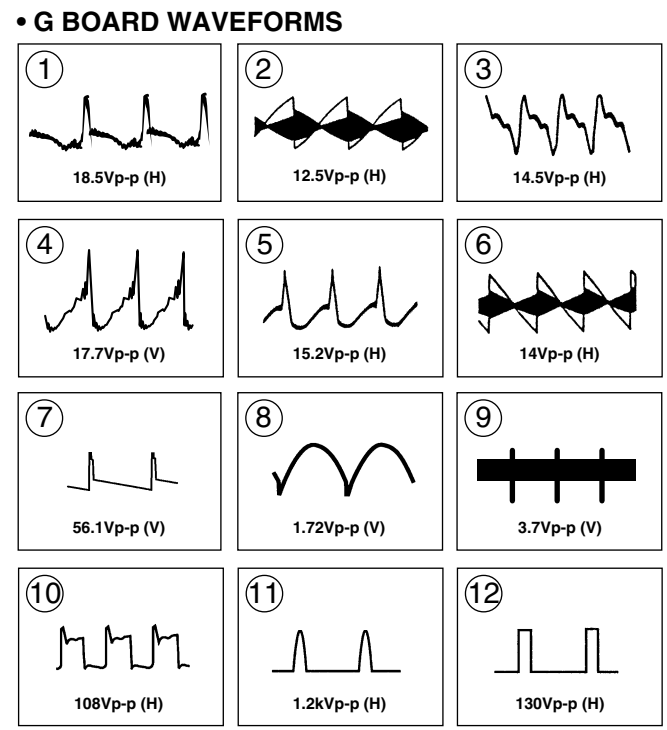 • G BOARD WAVEFORMS
1
2
3
18.5Vp-p (H)
12.5Vp-p (H)
14.5Vp-p (H)
4
5
6
17.7Vp-p (V)
15.2Vp-p (H)
14Vp-p (H)
7
8
9
56.1Vp-p (V)
1.72Vp-p (V)
3.7Vp-p (V)
10
11
12
108Vp-p (H)
1.2kVp-p (H)
130Vp-p (H)